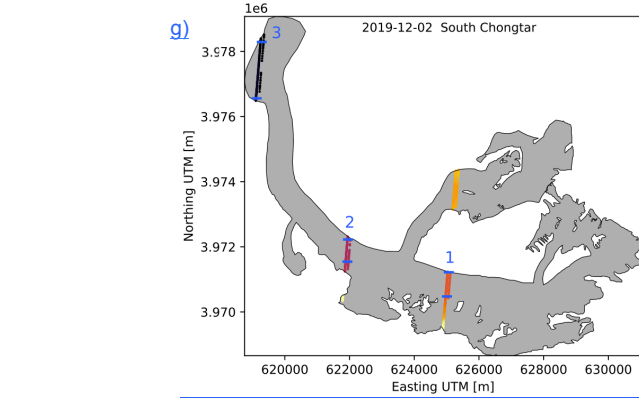 1e6
g)
2019-12-02 South Chongtar
3
3.978
3.976
3.974
3.972
3.970
Northing UTM [m]
2
1
620000 622000 624000 626000 628000 630000
Easting UTM [m]